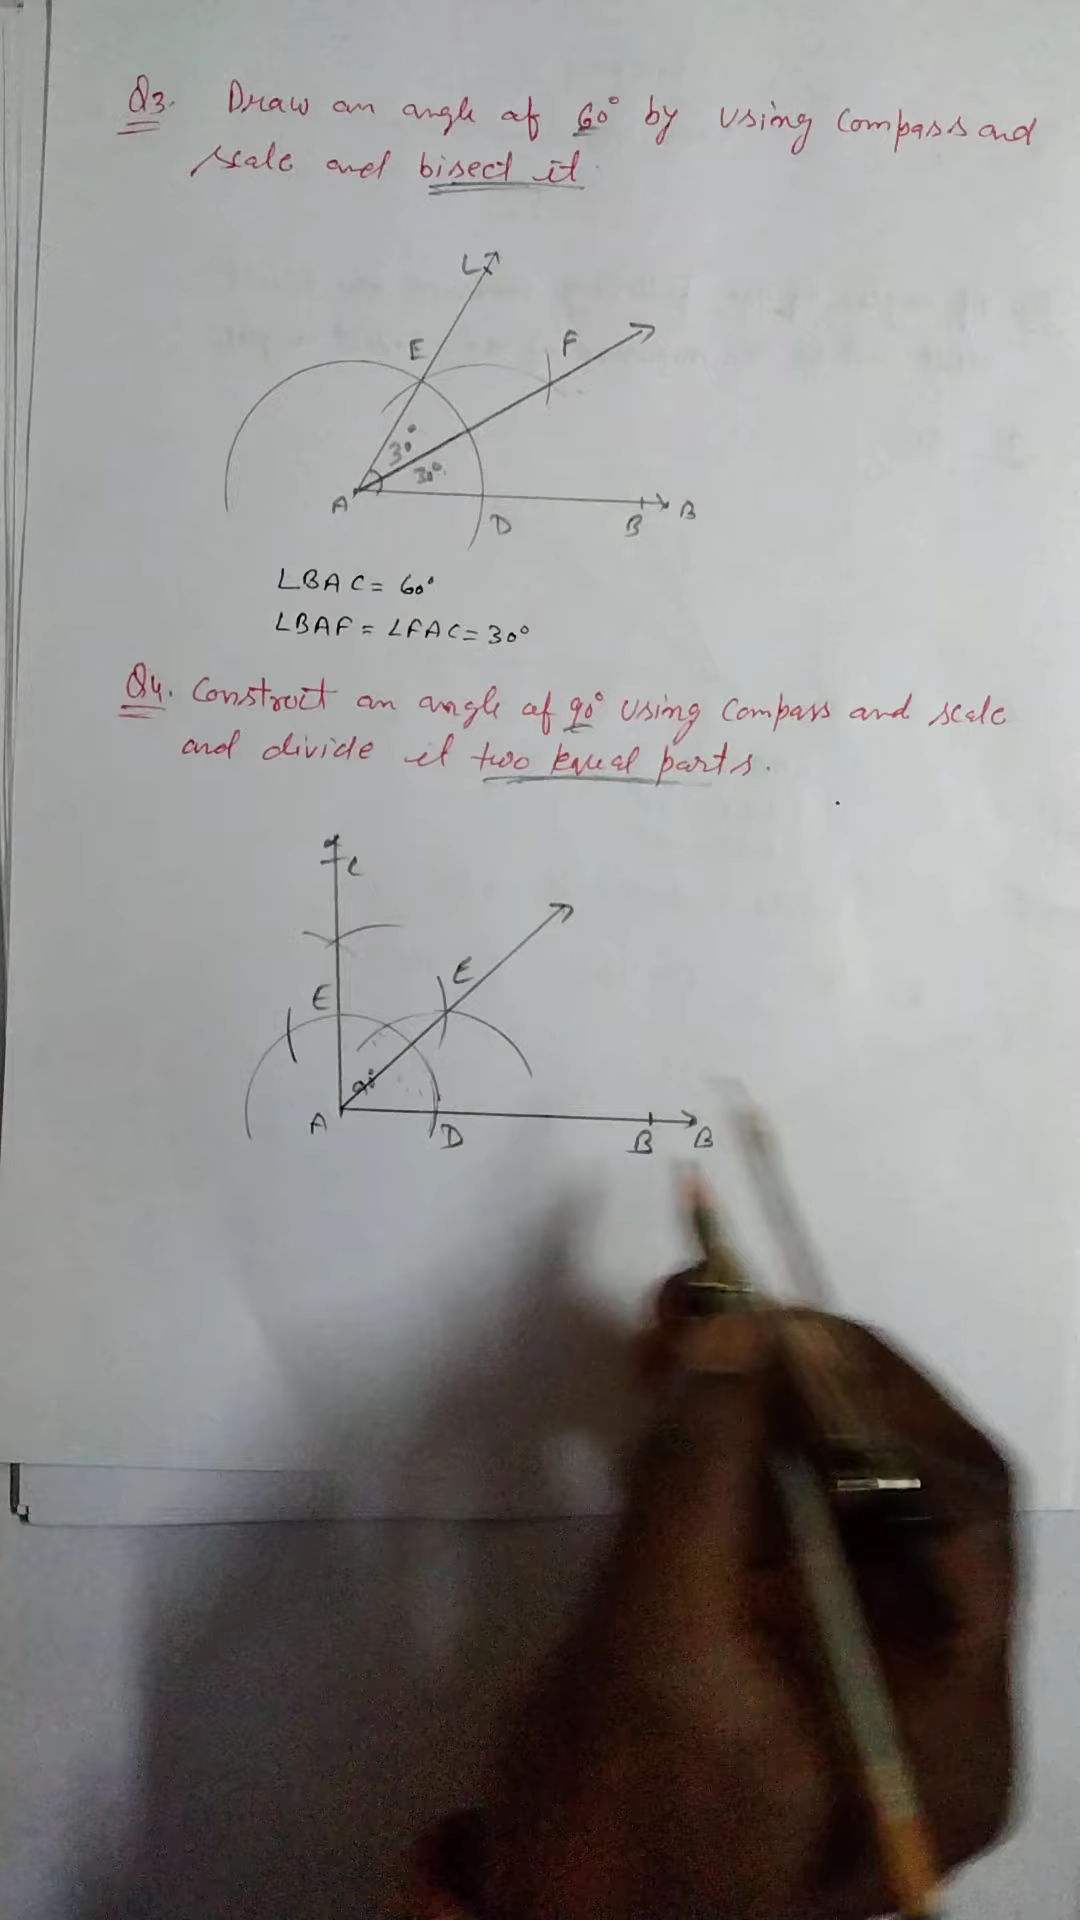 Q3. Draw an angle of 60° by using Compass and
scale and bisect it.
L
E
F
30°
30°.
A
D
B
B
∠BAC = 60°
∠BAF = ∠FAC = 30°
Q4. Construct an angle of 90° using Compass and scale
and divide it two equal parts.
C
E
E
A
D
B
B